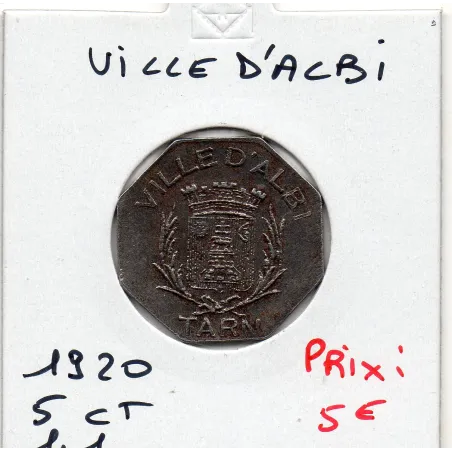 VILLE D'ALBi
VILLE D'ALBI
TARN
1920
PRix :
5 CT
5€